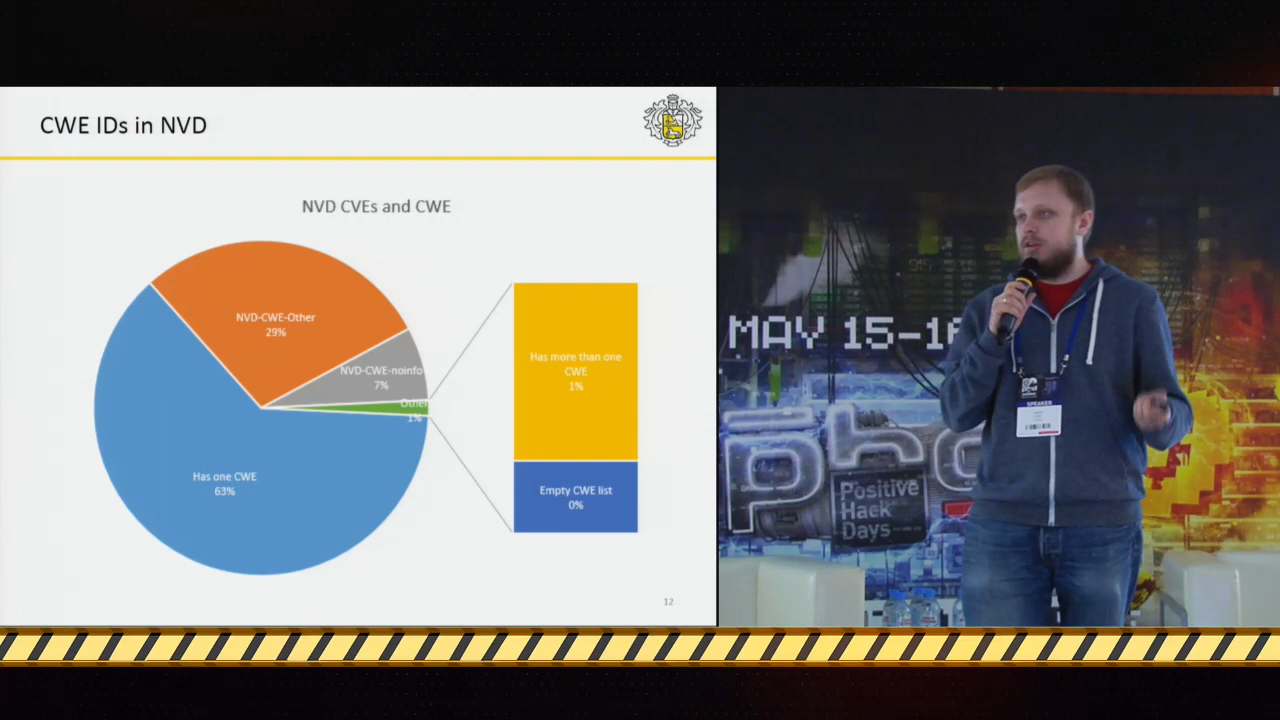 CWE IDs in NVD
NVD CVEs and CWE
NVD-CWE-Other
29%
NVD-CWE-noinfo
7%
Other
1%
Has one CWE
63%
Has more than one
CWE
1%
Empty CWE list
0%
12
MAY 15-16
phd
Positive
Hack
Days
SPEAKER